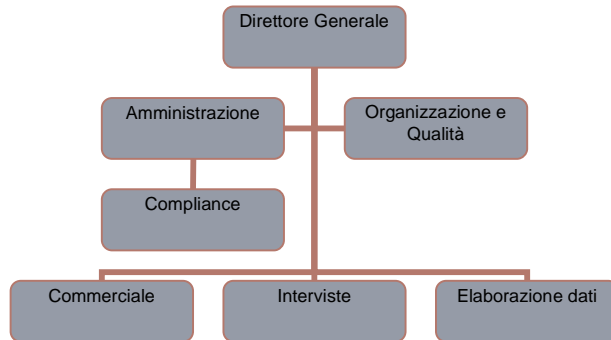 Direttore Generale
Amministrazione
Organizzazione e
Qualità
Compliance
Commerciale
Interviste
Elaborazione dati